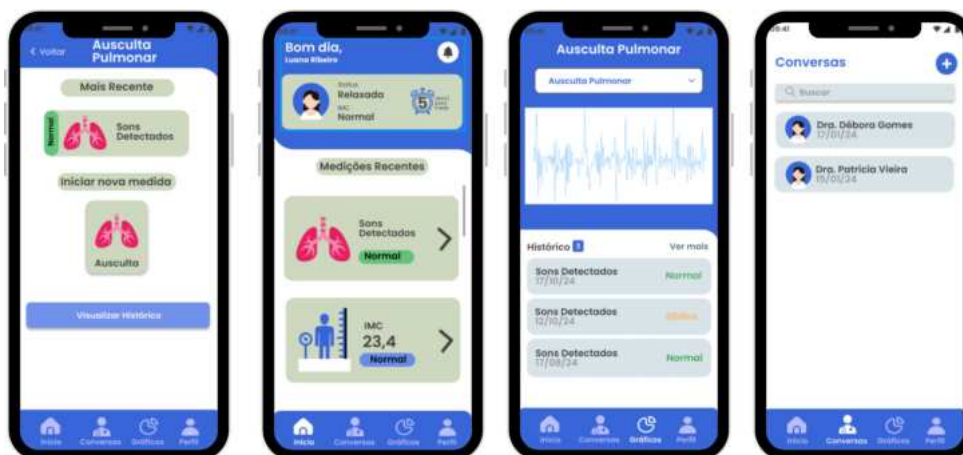 ‹ Voltar
Ausculta
Pulmonar
Mais Recente
Normal
Sons
Detectados
Iniciar nova medida
Ausculta
Visualizar Histórico
Início Conversas Gráficos Perfil
Bom dia,
Luana Ribeiro
Status
Relaxada
IMC
Normal
5
Medições Recentes
Sons
Detectados
Normal
IMC
23,4
Normal
Início Conversas Gráficos Perfil
Ausculta Pulmonar
Ausculta Pulmonar
Histórico 3
Ver mais
Sons Detectados
17/10/24
Normal
Sons Detectados
12/10/24
Sons Detectados
17/09/24
Normal
Início Conversas Gráficos Perfil
09:41
Conversas
Buscar
Dra. Débora Gomes
17/01/24
Dra. Patricia Vieira
15/01/24
Início Conversas Gráficos Perfil